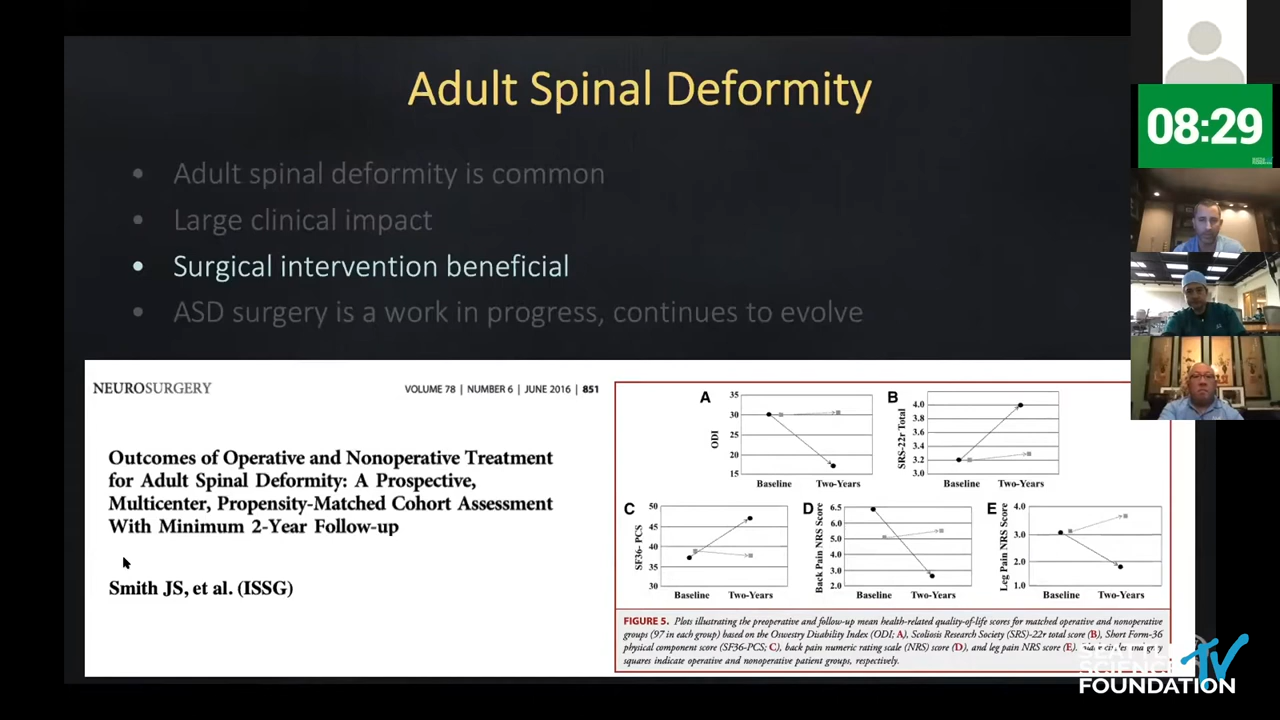 Adult Spinal Deformity
08:29
• Adult spinal deformity is common
• Large clinical impact
• Surgical intervention beneficial
• ASD surgery is a work in progress, continues to evolve
NEUROSURGERY
VOLUME 78 | NUMBER 6 | JUNE 2016 | 851
Outcomes of Operative and Nonoperative Treatment
for Adult Spinal Deformity: A Prospective,
Multicenter, Propensity-Matched Cohort Assessment
With Minimum 2-Year Follow-up
Smith JS, et al. (ISSG)
A
ODI
35
30
25
20
15
Baseline Two-Years
B
SRS-22r Total
4.0
3.8
3.6
3.4
3.2
3.0
Baseline Two-Years
C
SF36- PCS
50
45
40
35
30
Baseline Two-Years
D
Back Pain NRS Score
6.5
6.0
5.0
4.0
3.0
2.0
Baseline Two-Years
E
Leg Pain NRS Score
4.0
3.0
2.0
1.0
Baseline Two-Years
FIGURE 5. Plots illustrating the preoperative and follow-up mean health-related quality-of-life scores for matched operative and nonoperative
groups (97 in each group) based on the Oswestry Disability Index (ODI; A), Scoliosis Research Society (SRS)-22r total score (B), Short Form-36
physical component score (SF36-PCS; C), back pain numeric rating scale (NRS) score (D), and leg pain NRS score (E). circles and gray
squares indicate operative and nonoperative patient groups, respectively.
SCIENCE TV
FOUNDATION